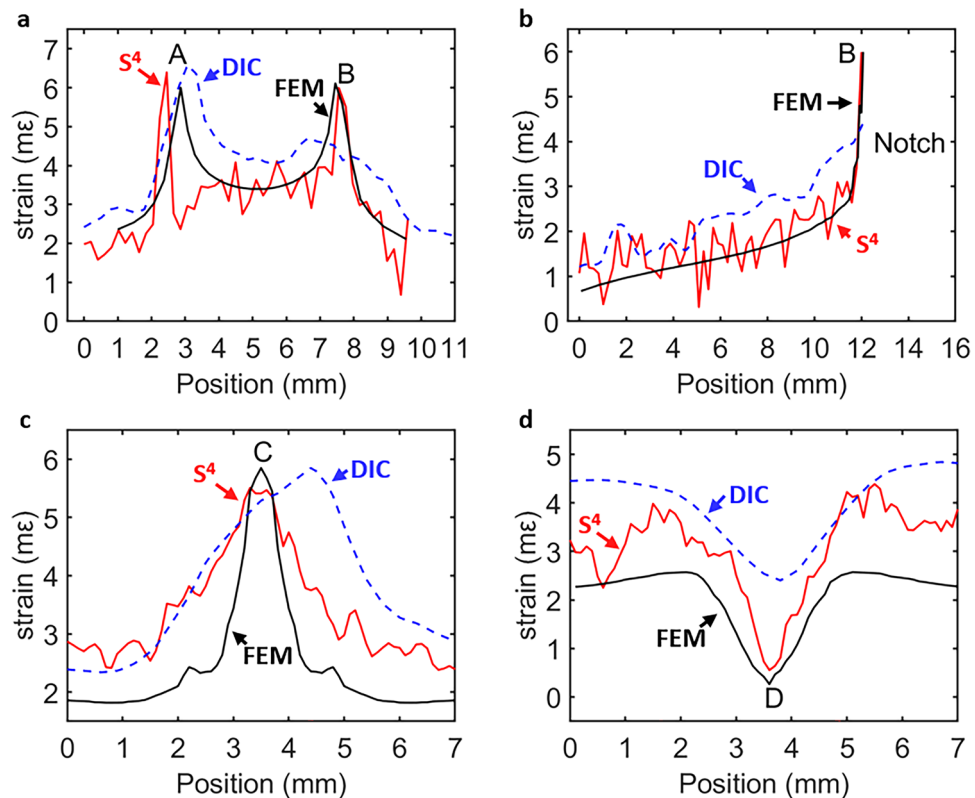 a
7
6
5
4
3
2
1
0
strain (mε)
S⁴
A
DIC
FEM
B
0 1 2 3 4 5 6 7 8 9 10 11
Position (mm)
b
6
5
4
3
2
1
0
strain (mε)
B
FEM
Notch
DIC
S⁴
0 2 4 6 8 10 12 14 16
Position (mm)
c
6
5
4
3
2
strain (mε)
C
S⁴
DIC
FEM
0 1 2 3 4 5 6 7
Position (mm)
d
5
4
3
2
1
0
strain (mε)
DIC
S⁴
FEM
D
0 1 2 3 4 5 6 7
Position (mm)